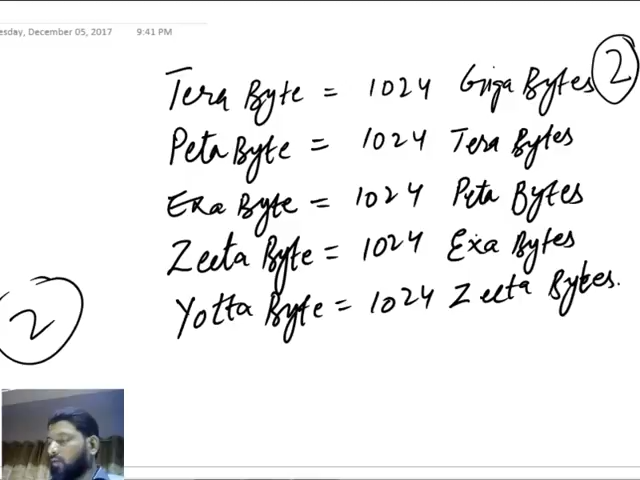 esday, December 05, 2017 9:41 PM
Tera Byte = 1024 Giga Bytes 2
Peta Byte = 1024 Tera Bytes
Exa Byte = 1024 Peta Bytes
Zeeta Byte = 1024 Exa Bytes
Yotta Byte = 1024 Zeeta Bytes.
2